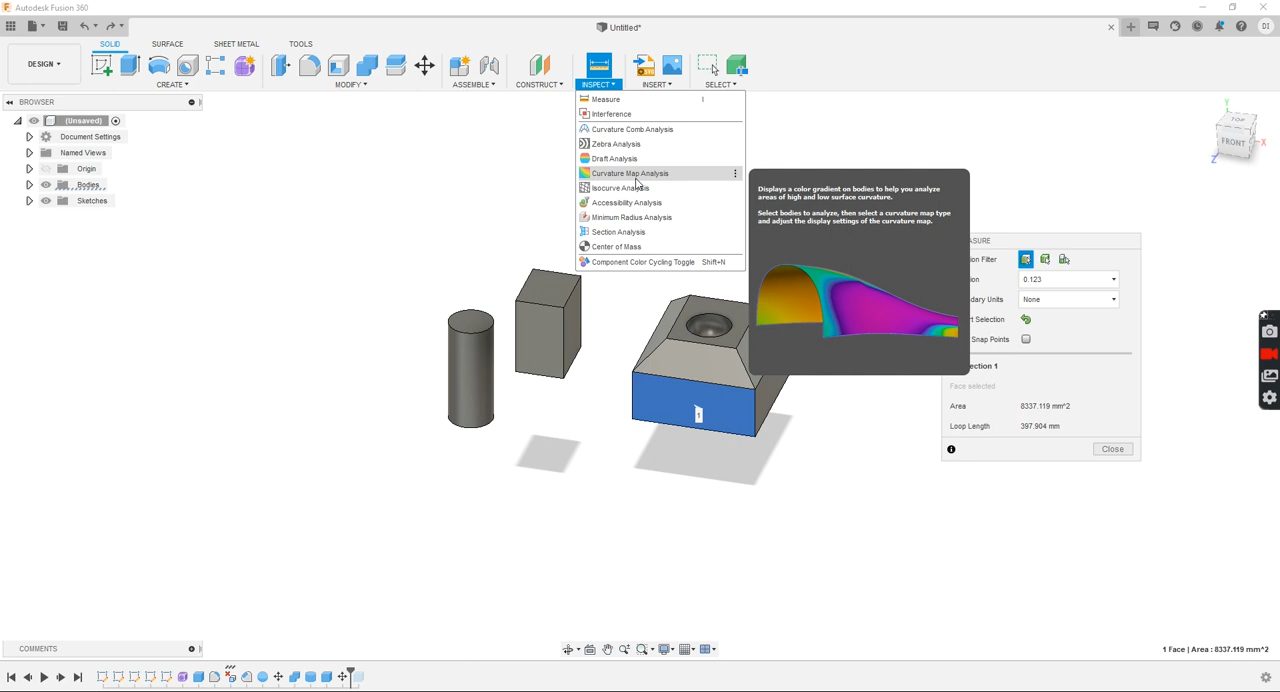 Autodesk Fusion 360
Untitled*
DI
DESIGN
SOLID
SURFACE
SHEET METAL
TOOLS
CREATE
MODIFY
ASSEMBLE
CONSTRUCT
INSPECT
INSERT
SELECT
BROWSER
(Unsaved)
Document Settings
Named Views
Origin
Bodies
Sketches
Measure I
Interference
Curvature Comb Analysis
Zebra Analysis
Draft Analysis
Curvature Map Analysis
Isocurve Analysis
Accessibility Analysis
Minimum Radius Analysis
Section Analysis
Center of Mass
Component Color Cycling Toggle Shift+N
Displays a color gradient on bodies to help you analyze
areas of high and low surface curvature.
Select bodies to analyze, then select a curvature map type
and adjust the display settings of the curvature map.
Y
TOP
FRONT
X
Z
ASURE
on Filter
ion 0.123
dary Units None
t Selection
Snap Points
ection 1
Face selected
Area 8337.119 mm^2
Loop Length 397.904 mm
Close
1
COMMENTS
1 Face | Area : 8337.119 mm^2